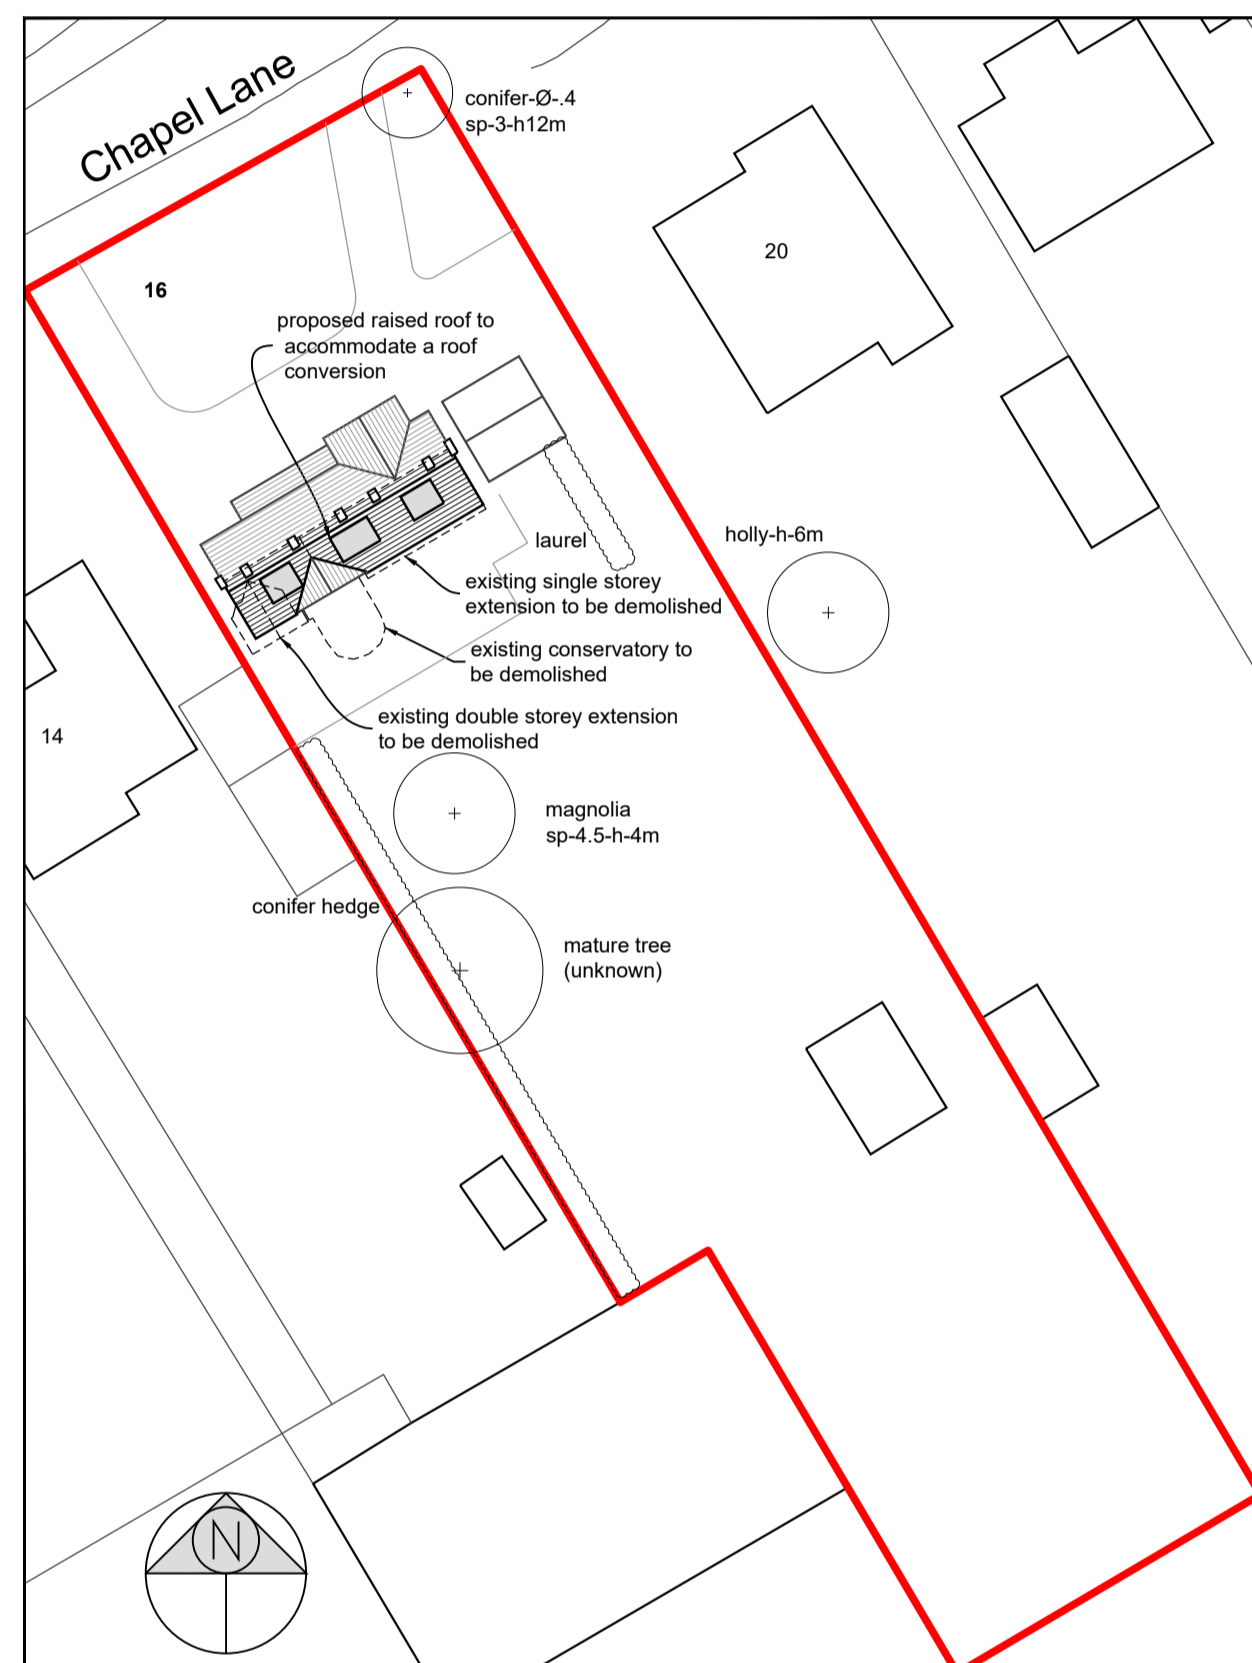 Chapel Lane
conifer-Ø-.4
sp-3-h12m
20
16
proposed raised roof to
accommodate a roof
conversion
laurel
holly-h-6m
existing single storey
extension to be demolished
existing conservatory to
be demolished
existing double storey extension
to be demolished
14
magnolia
sp-4.5-h-4m
conifer hedge
mature tree
(unknown)
N